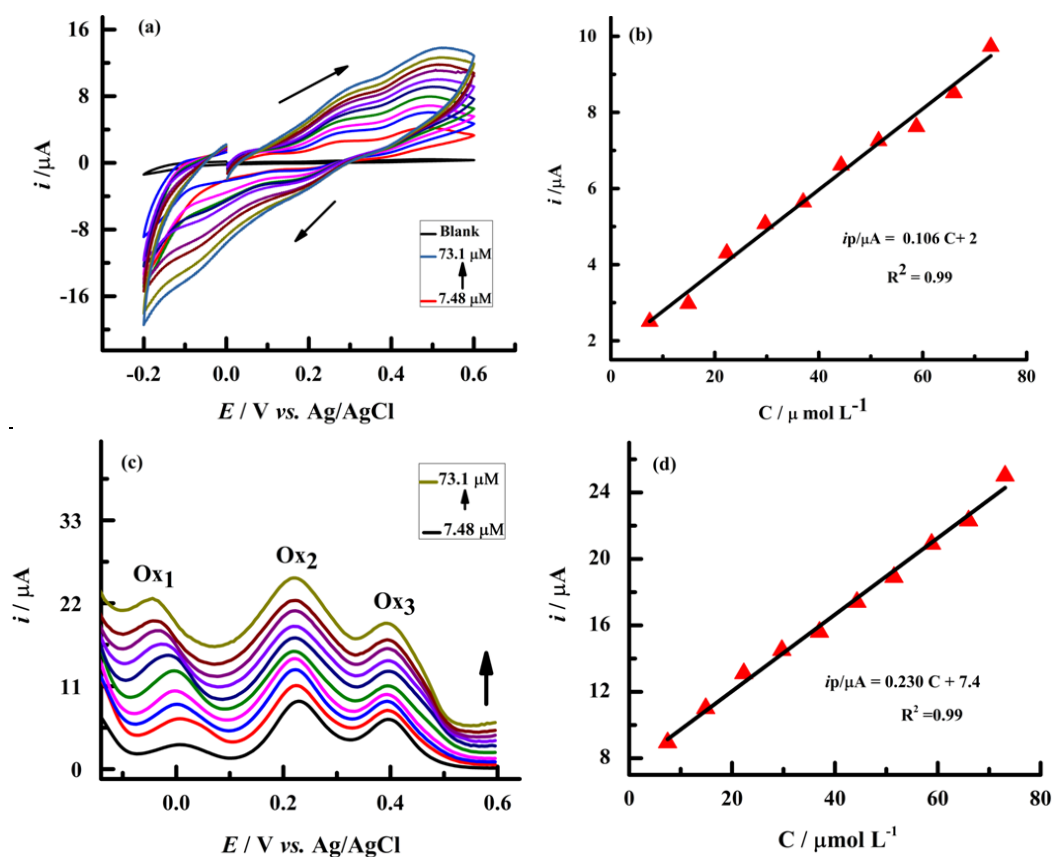 (a)
16
8
0
-8
-16
i /µA
-0.2 0.0 0.2 0.4 0.6
E / V vs. Ag/AgCl
Blank
73.1 µM
7.48 µM
(b)
10
8
6
4
2
i /µA
0 20 40 60 80
C / µ mol L-1
ip/µA = 0.106 C+ 2
R2 = 0.99
(c)
33
22
11
0
i / µA
0.0 0.2 0.4 0.6
E / V vs. Ag/AgCl
73.1 µM
7.48 µM
Ox1
Ox2
Ox3
(d)
24
20
16
12
8
i / µA
0 20 40 60 80
C / µmol L-1
ip/µA = 0.230 C + 7.4
R2 =0.99